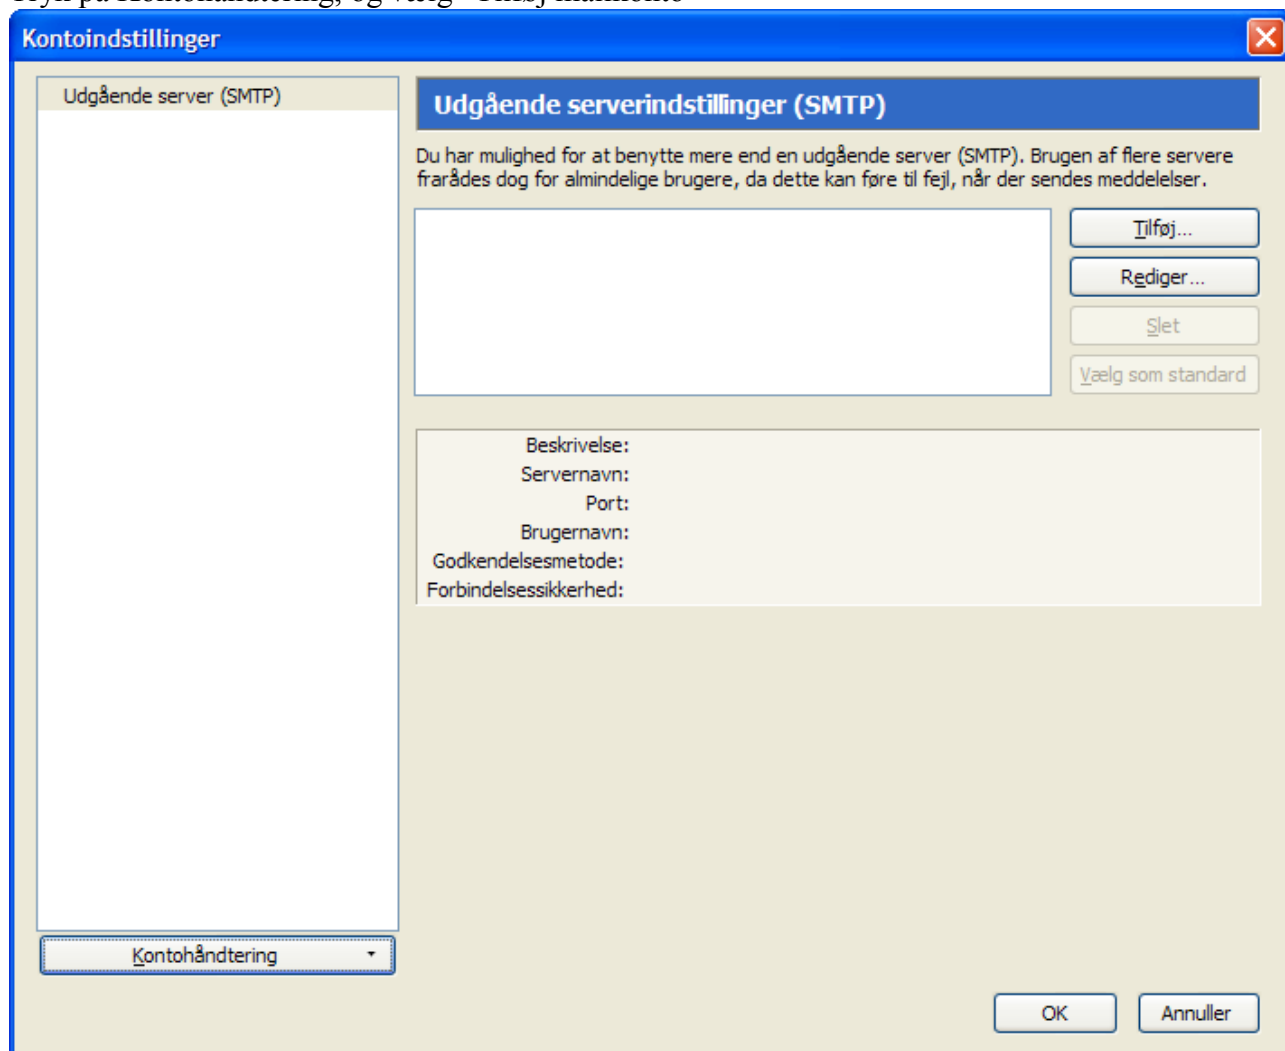 Kontoindstillinger
Udgående server (SMTP)
Udgående serverindstillinger (SMTP)
Du har mulighed for at benytte mere end en udgående server (SMTP). Brugen af flere servere
frarådes dog for almindelige brugere, da dette kan føre til fejl, når der sendes meddelelser.
Tilføj...
Rediger...
Slet
Vælg som standard
Beskrivelse:
Servernavn:
Port:
Brugernavn:
Godkendelsesmetode:
Forbindelsessikkerhed:
Kontohåndtering
OK
Annuller